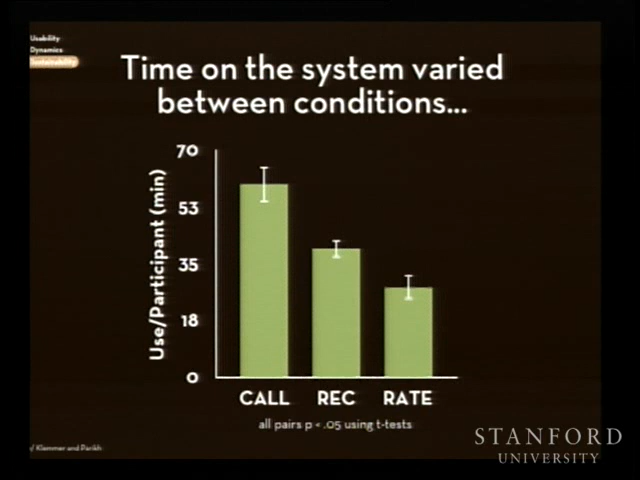 Usability
Dynamics
Sustainability
Time on the system varied
between conditions...
Use/Participant (min)
70
53
35
18
0
CALL REC RATE
all pairs p < .05 using t-tests
/ Klemmer and Parikh
STANFORD
UNIVERSITY